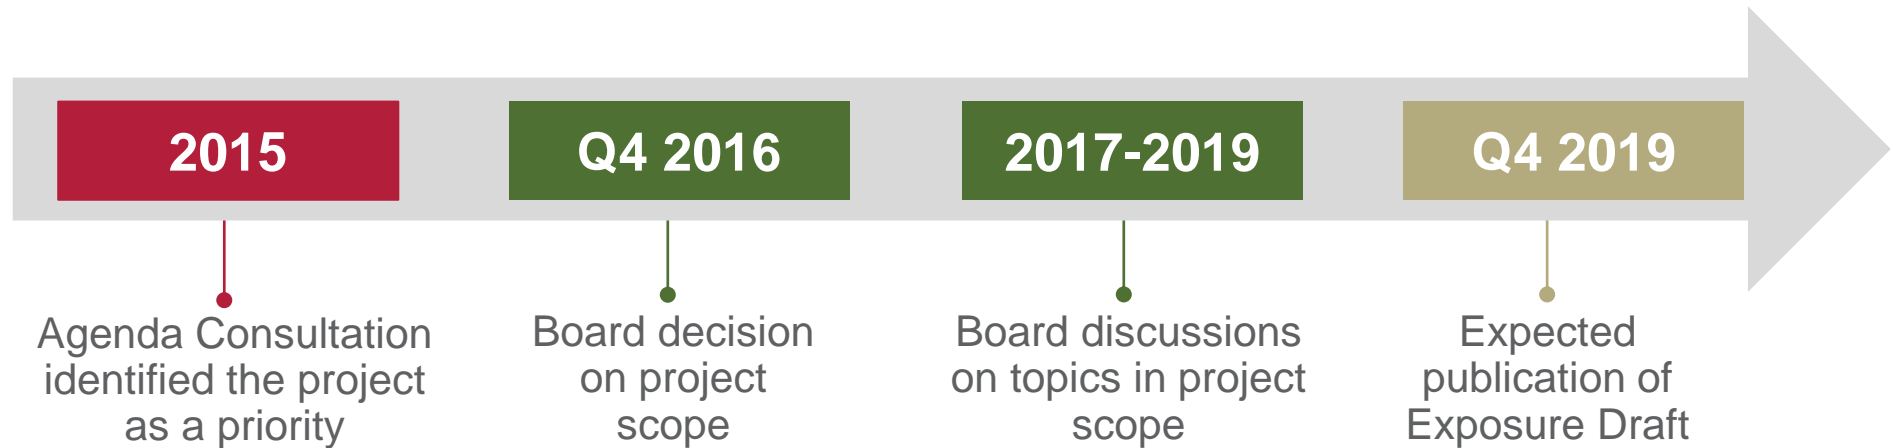 2015
Agenda Consultation
identified the project
as a priority
Q4 2016
Board decision
on project
scope
2017-2019
Board discussions
on topics in project
scope
Q4 2019
Expected
publication of
Exposure Draft